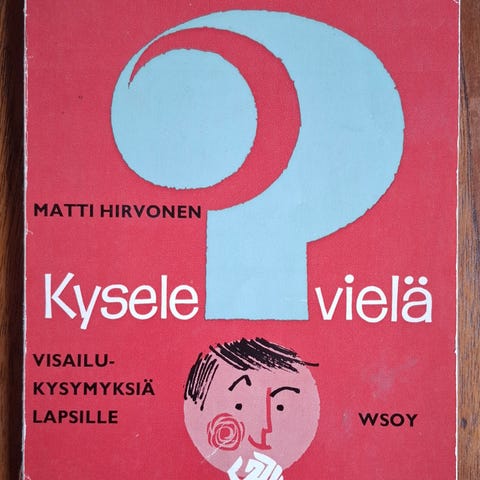 MATTI HIRVONEN
Kysele vielä
VISAILU-
KYSYMYKSIÄ
LAPSILLE
WSOY